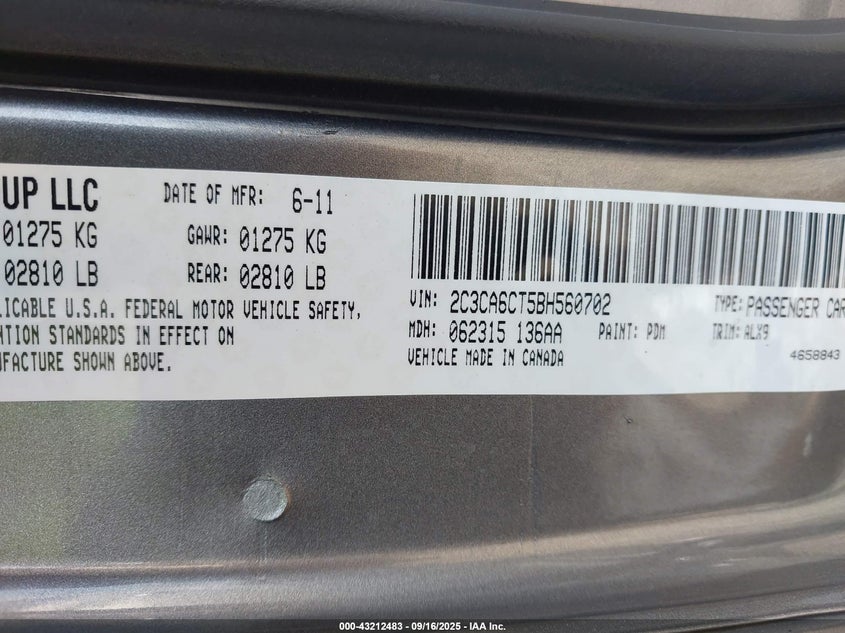 UP LLC DATE OF MFR: 6-11
01275 KG GAWR: 01275 KG
02810 LB REAR: 02810 LB
LICABLE U.S.A. FEDERAL MOTOR VEHICLE SAFETY,
NTION STANDARDS IN EFFECT ON
UFACTURE SHOWN ABOVE.
VIN: 2C3CA6CT5BH560702 TYPE: PASSENGER CAR
MDH: 062315 136AA PAINT: PDM TRIM: ALX9
VEHICLE MADE IN CANADA 4658843
000-43212483 - 09/16/2025 - IAA Inc.